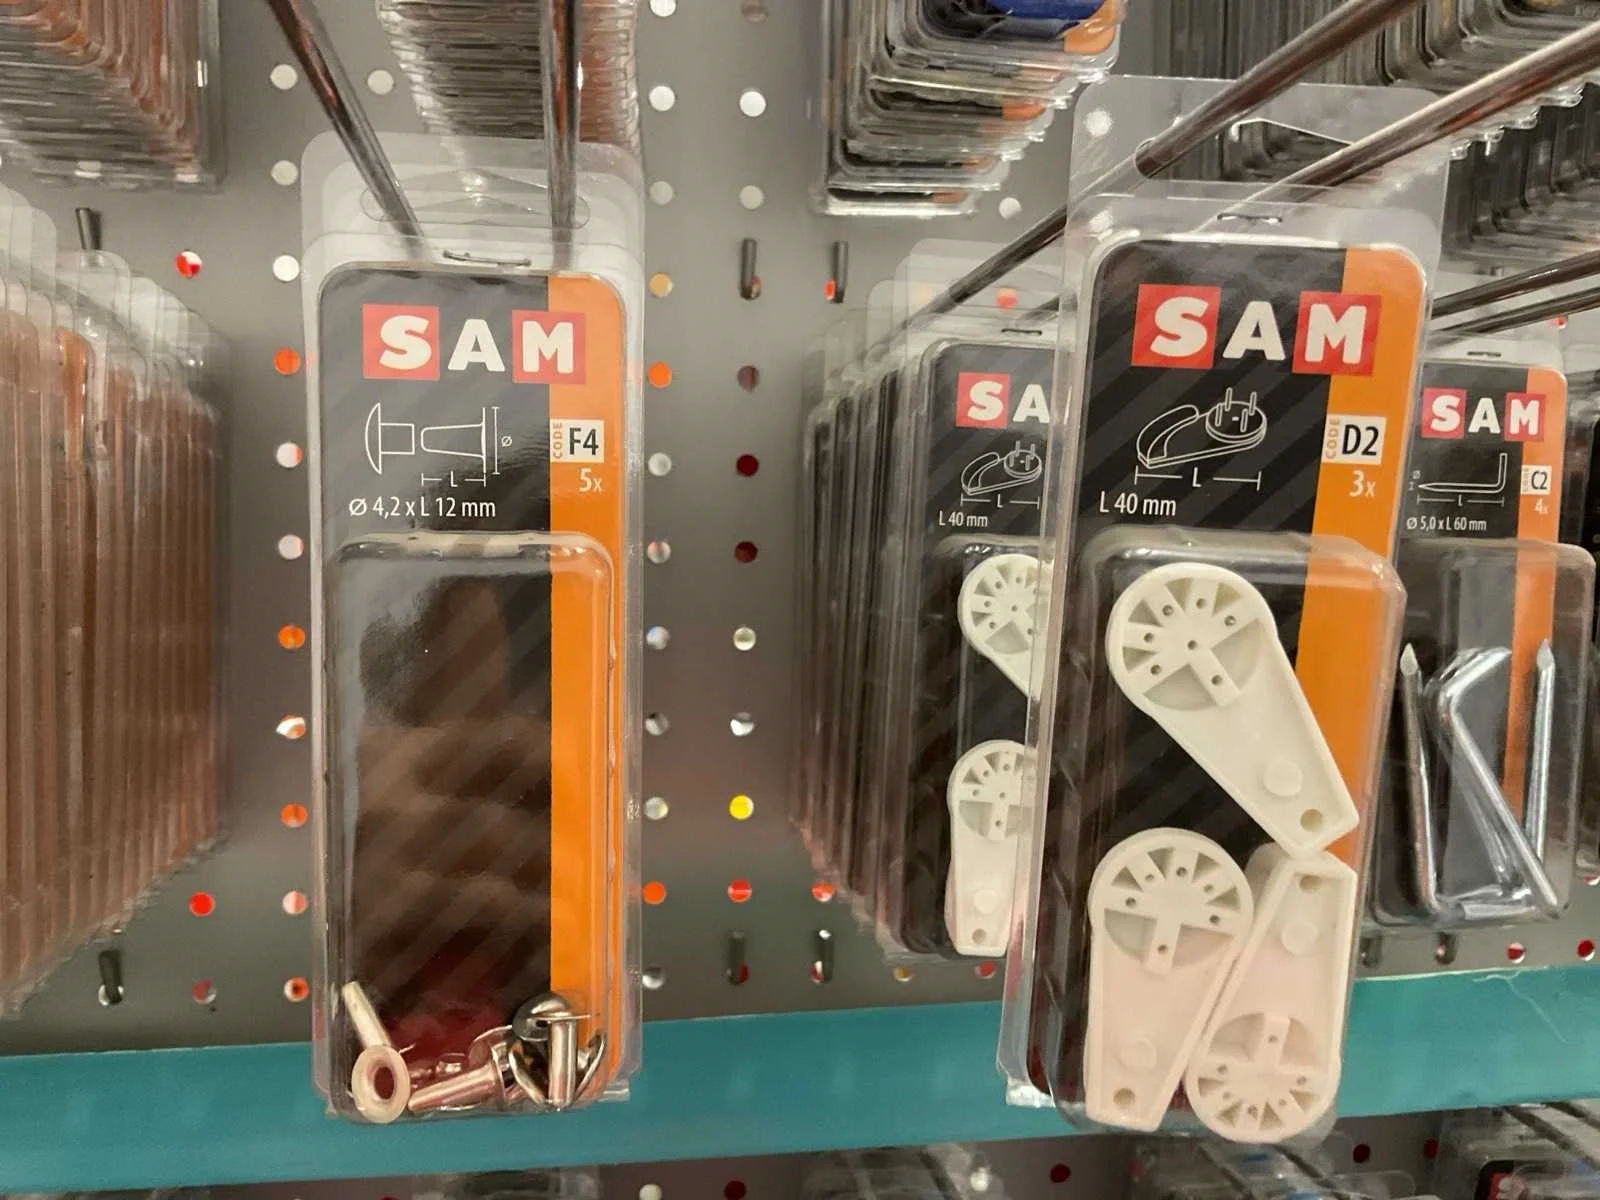 SAM
L
Ø
CODE
F4
5x
Ø 4,2 x L 12 mm
SA
L
L 40 mm
SAM
L
CODE
D2
3x
L 40 mm
SAM
L
Ø
C2
4x
Ø 5,0 x L 60 mm